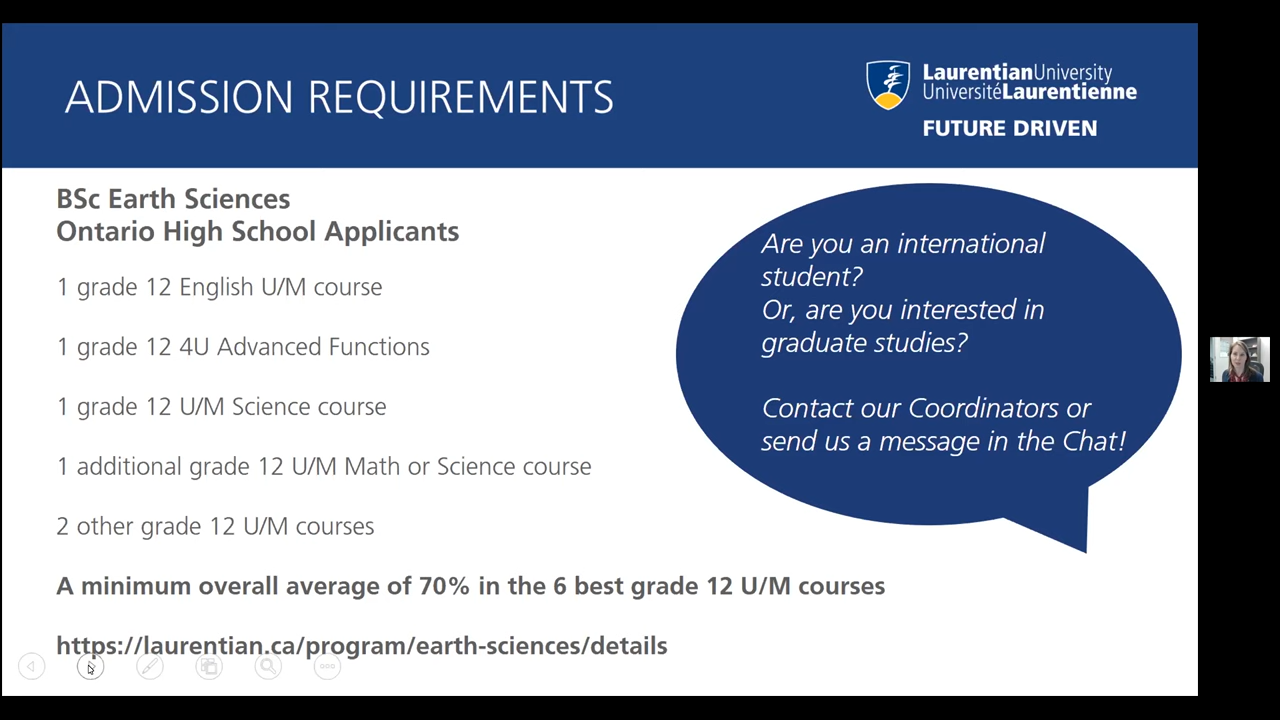 ADMISSION REQUIREMENTS
LaurentianUniversity
UniversitéLaurentienne
FUTURE DRIVEN
BSc Earth Sciences
Ontario High School Applicants
1 grade 12 English U/M course
1 grade 12 4U Advanced Functions
1 grade 12 U/M Science course
1 additional grade 12 U/M Math or Science course
2 other grade 12 U/M courses
A minimum overall average of 70% in the 6 best grade 12 U/M courses
https://laurentian.ca/program/earth-sciences/details
Are you an international
student?
Or, are you interested in
graduate studies?
Contact our Coordinators or
send us a message in the Chat!